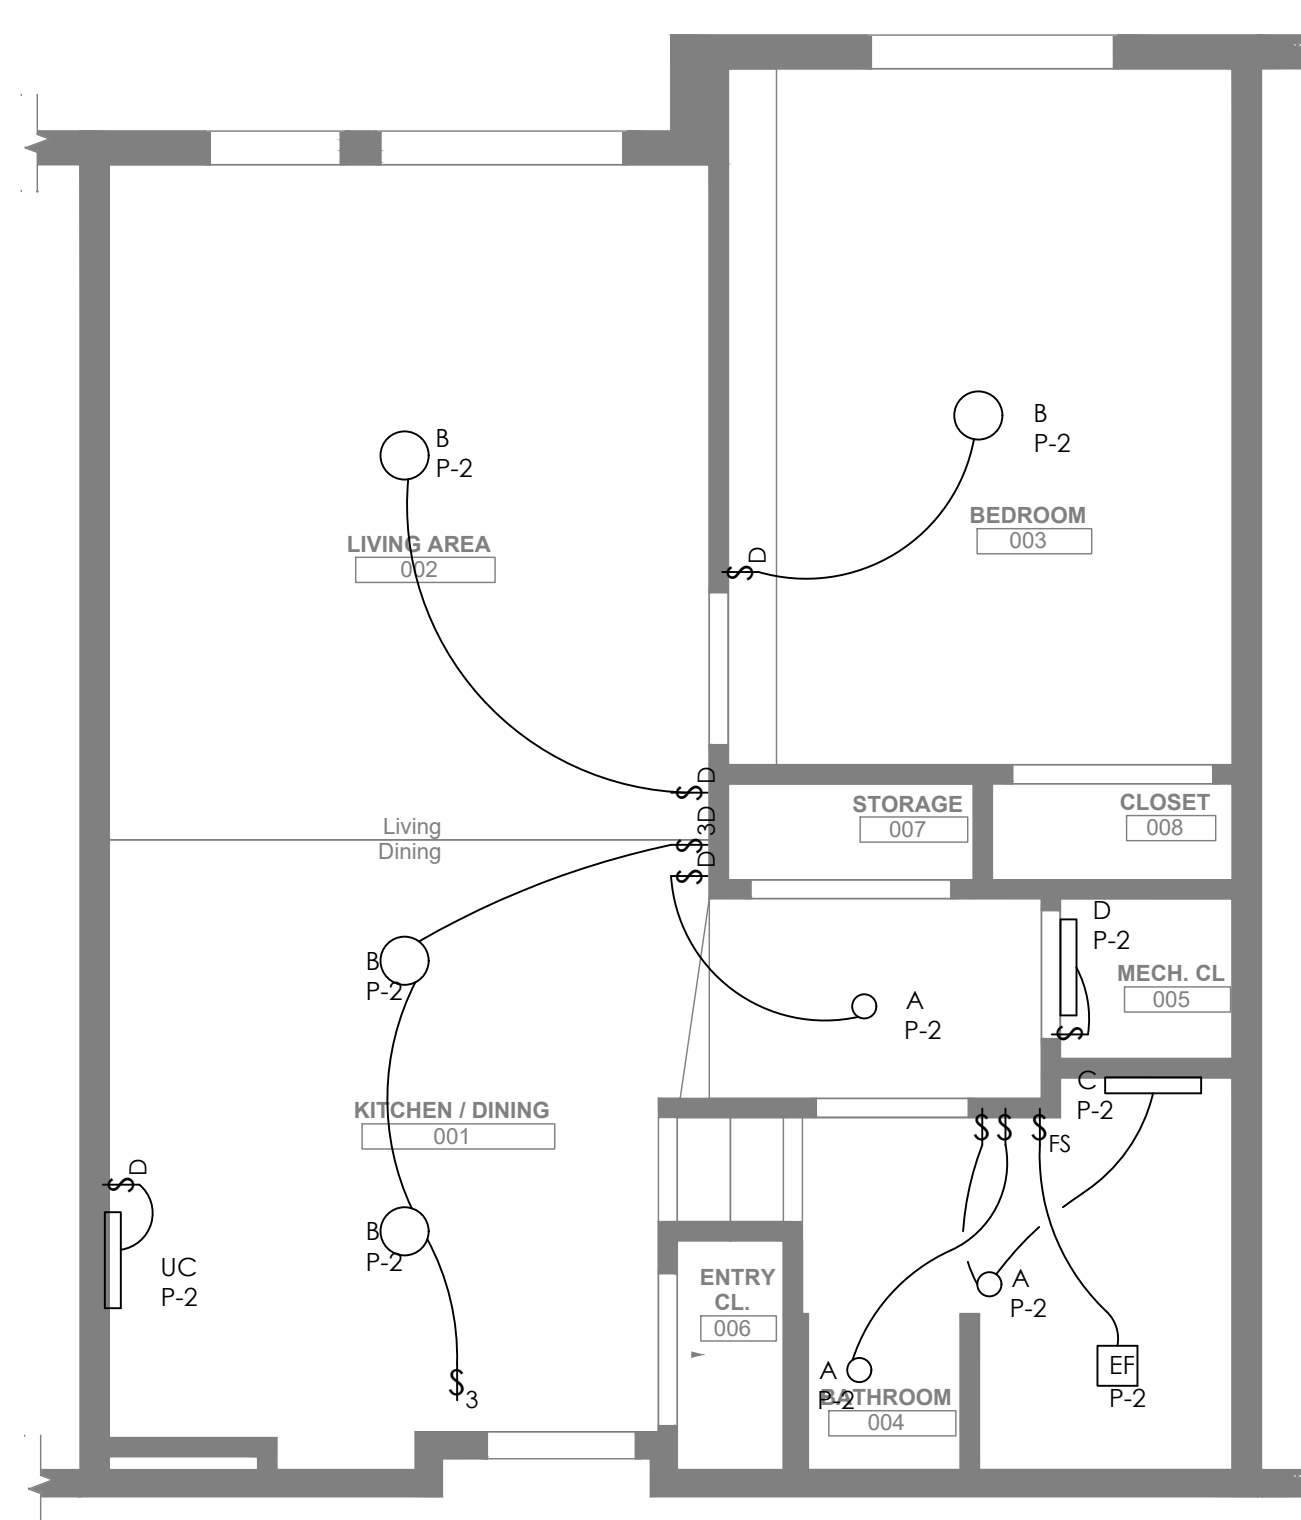 B
P-2
B
P-2
BEDROOM
003
LIVING AREA
002
$D
$D
$3D
$D
STORAGE
007
CLOSET
008
Living
Dining
D
P-2
B
P-2
MECH. CL
005
A
P-2
$
C
P-2
KITCHEN / DINING
001
$ $ $FS
$D
B
P-2
UC
P-2
ENTRY
CL.
006
A
P-2
A
P-2
BATHROOM
004
EF
P-2
$3